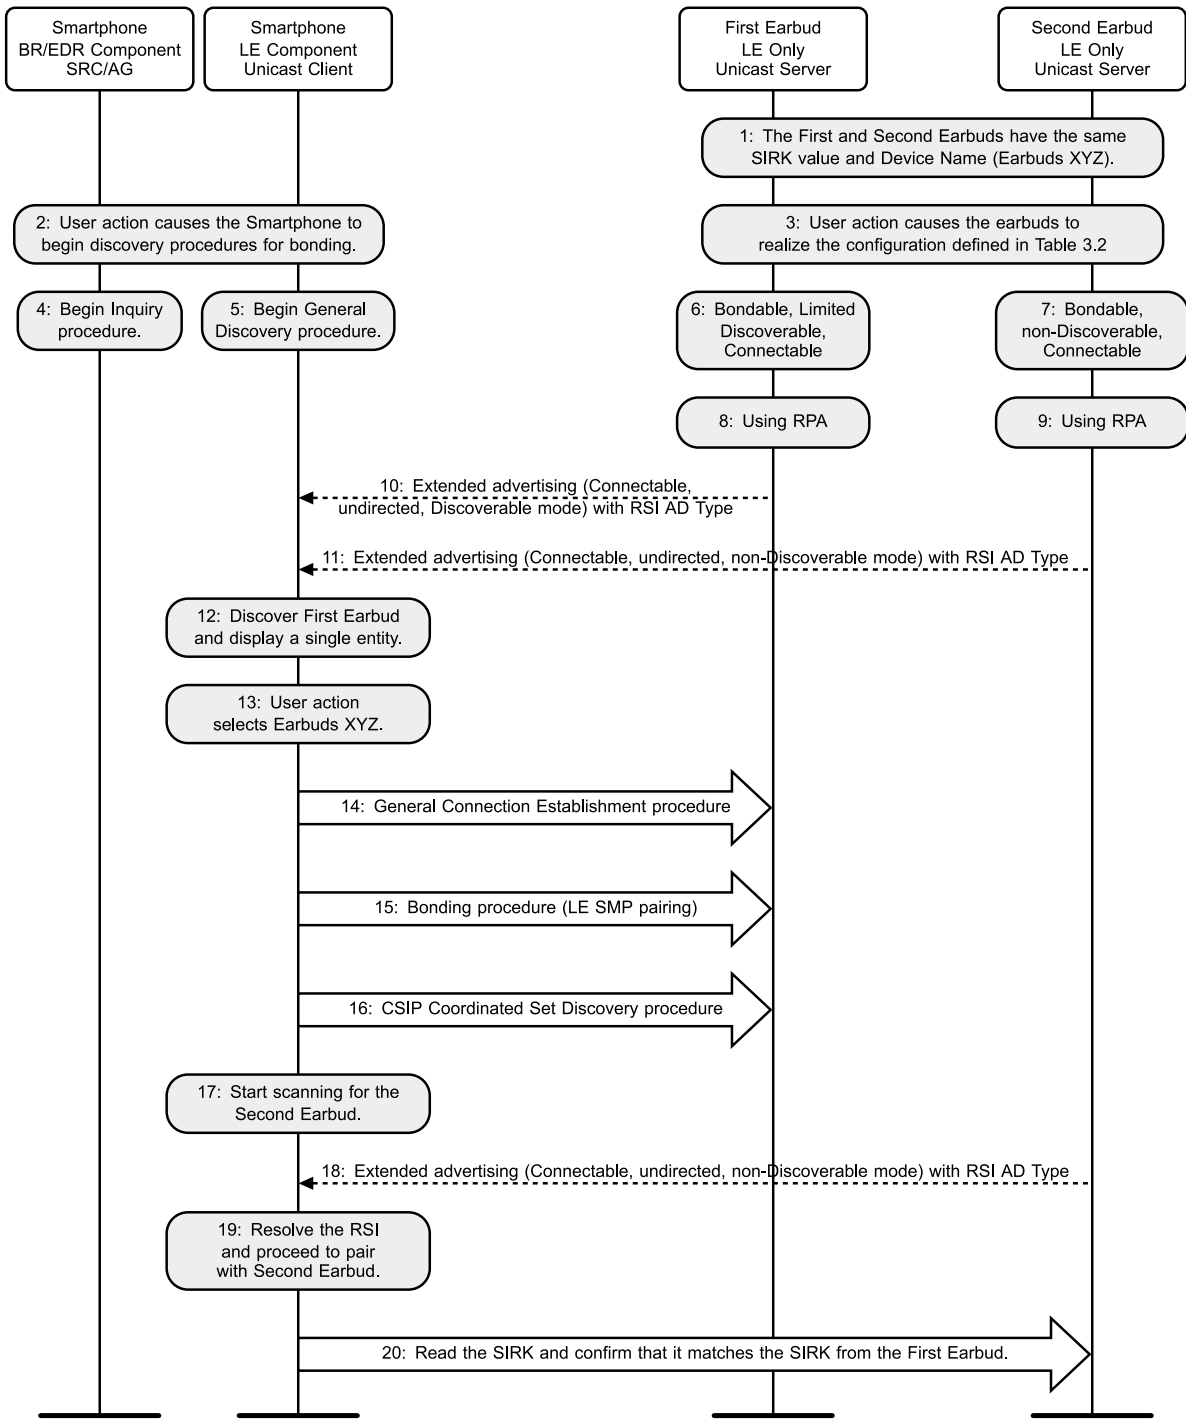 Smartphone
BR/EDR Component
SRC/AG
Smartphone
LE Component
Unicast Client
First Earbud
LE Only
Unicast Server
Second Earbud
LE Only
Unicast Server
1: The First and Second Earbuds have the same
SIRK value and Device Name (Earbuds XYZ).
2: User action causes the Smartphone to
begin discovery procedures for bonding.
3: User action causes the earbuds to
realize the configuration defined in Table 3.2
4: Begin Inquiry
procedure.
5: Begin General
Discovery procedure.
6: Bondable, Limited
Discoverable,
Connectable
7: Bondable,
non-Discoverable,
Connectable
8: Using RPA
9: Using RPA
10: Extended advertising (Connectable,
undirected, Discoverable mode) with RSI AD Type
11: Extended advertising (Connectable, undirected, non-Discoverable mode) with RSI AD Type
12: Discover First Earbud
and display a single entity.
13: User action
selects Earbuds XYZ.
14: General Connection Establishment procedure
15: Bonding procedure (LE SMP pairing)
16: CSIP Coordinated Set Discovery procedure
17: Start scanning for the
Second Earbud.
18: Extended advertising (Connectable, undirected, non-Discoverable mode) with RSI AD Type
19: Resolve the RSI
and proceed to pair
with Second Earbud.
20: Read the SIRK and confirm that it matches the SIRK from the First Earbud.